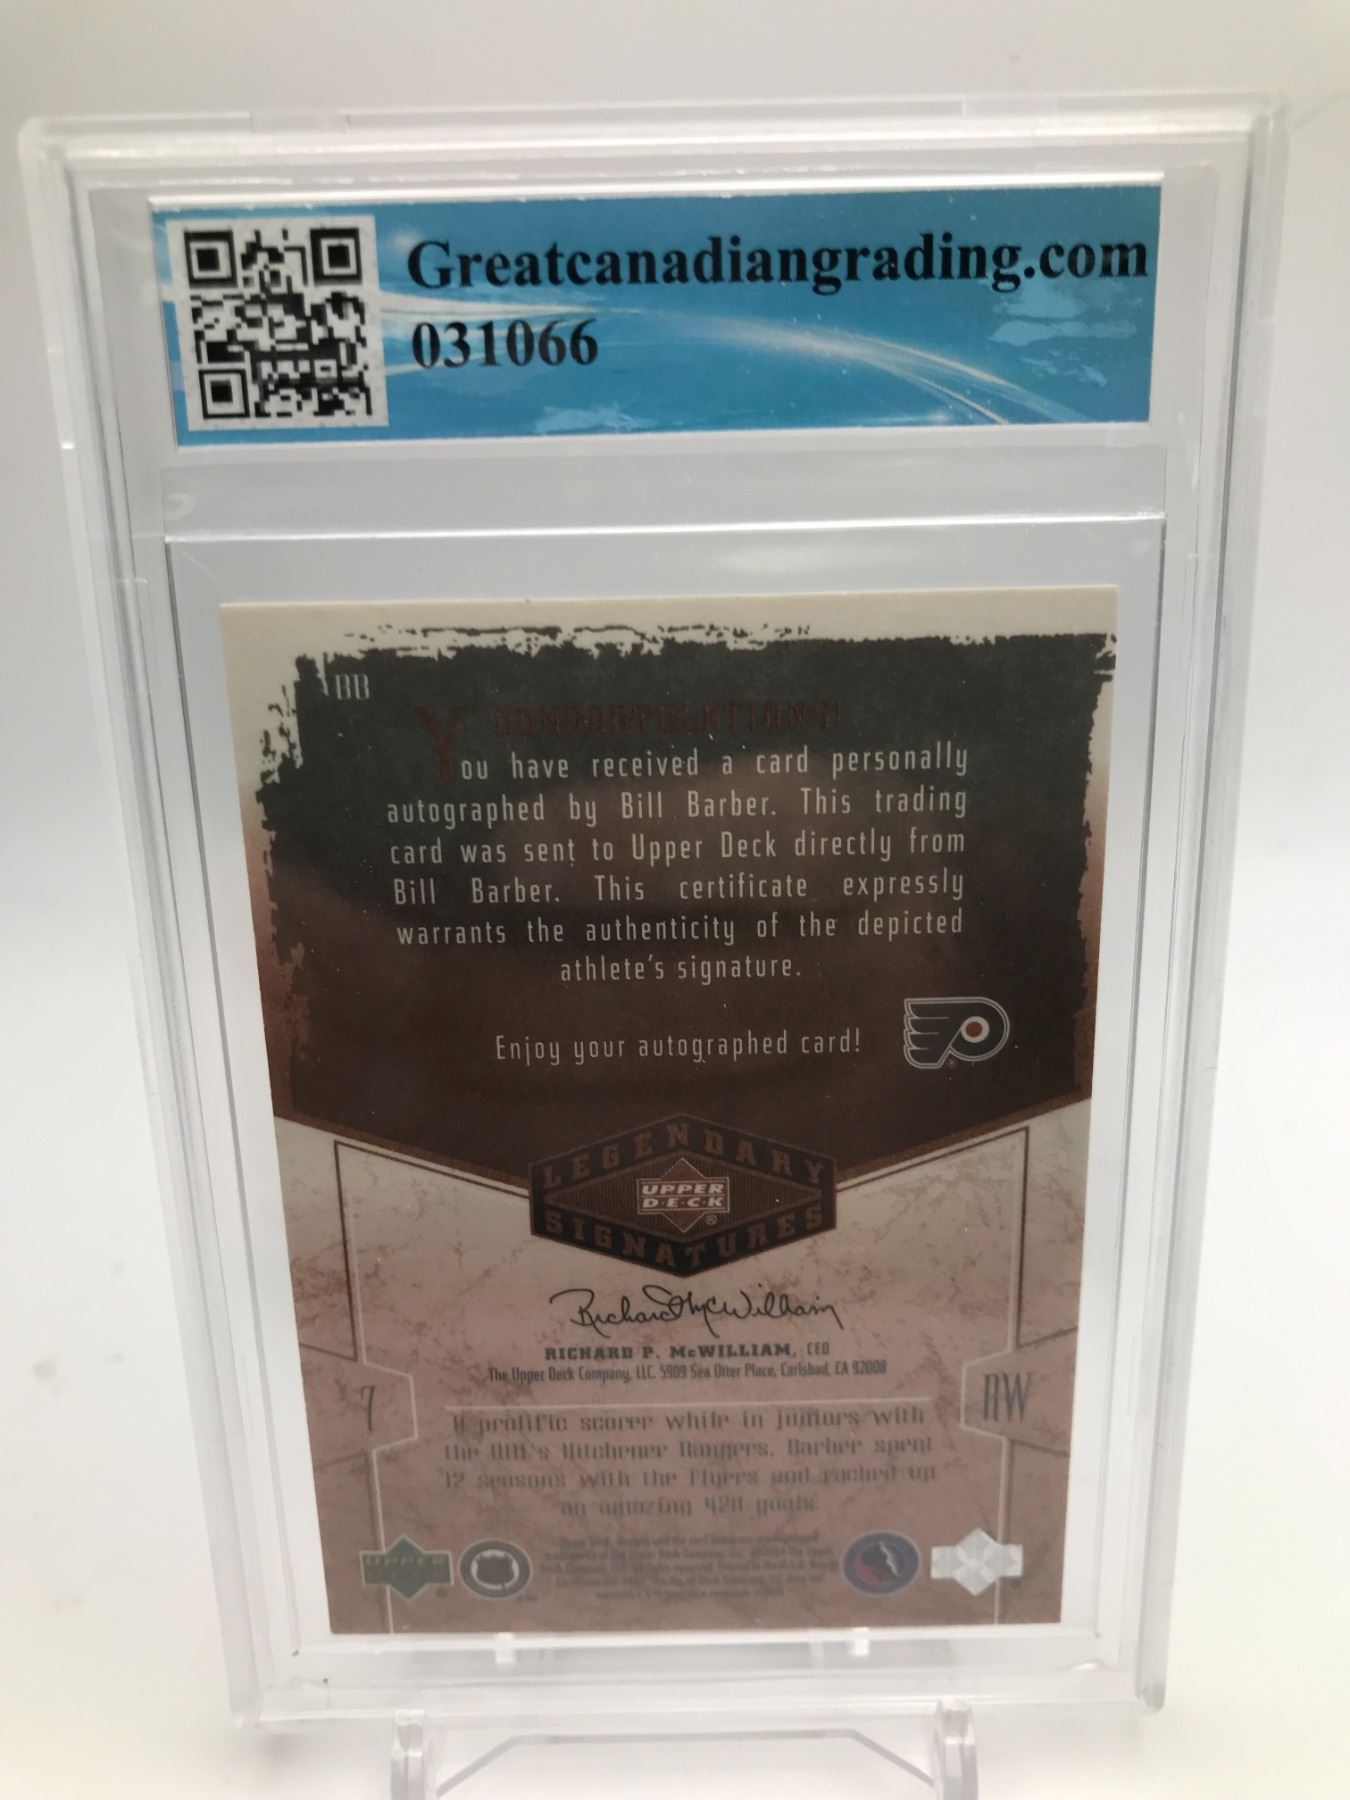 Greatcanadiangrading.com
031066
BB
CONGRATULATIONS!
You have received a card personally
autographed by Bill Barber. This trading
card was sent to Upper Deck directly from
Bill Barber. This certificate expressly
warrants the authenticity of the depicted
athlete's signature.
Enjoy your autographed card!
LEGENDARY
UPPER
D·E·C·K
®
SIGNATURES
Richard P. McWilliam
RICHARD P. McWILLIAM, CEO
The Upper Deck Company, LLC. 5909 Sea Otter Place, Carlsbad, CA 92008
7
A prolific scorer while in juniors with
the OHL's Kitchener Rangers, Barber spent
12 seasons with the Flyers and racked up
an amazing 420 goals.
UPPER